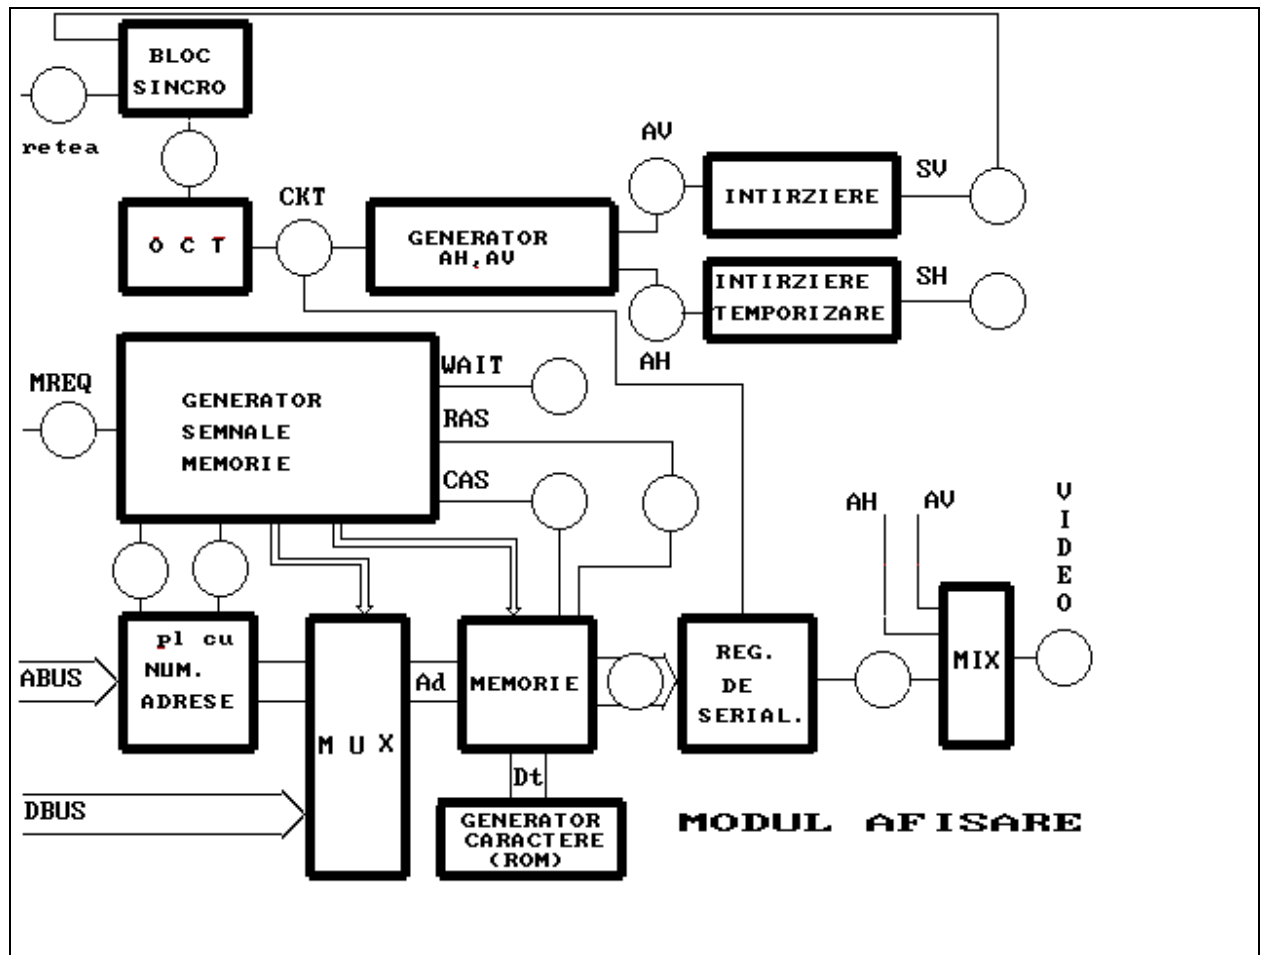 BLOC
SINCRO
retea
AV
SV
INTIRZIERE
CKT
O C T
GENERATOR
AH,AV
INTIRZIERE
TEMPORIZARE
SH
AH
MREQ
GENERATOR
SEMNALE
MEMORIE
WAIT
RAS
CAS
AH
AV
VIDEO
pl cu
NUM.
ADRESE
ABUS
M U X
Ad
MEMORIE
REG.
DE
SERIAL.
MIX
Dt
DBUS
GENERATOR
CARACTERE
(ROM)
MODUL AFISARE